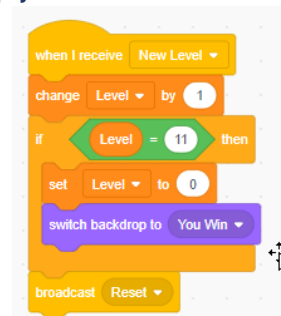 when I receive New Level
change Level by 1
if Level = 11 then
set Level to 0
switch backdrop to You Win
broadcast Reset